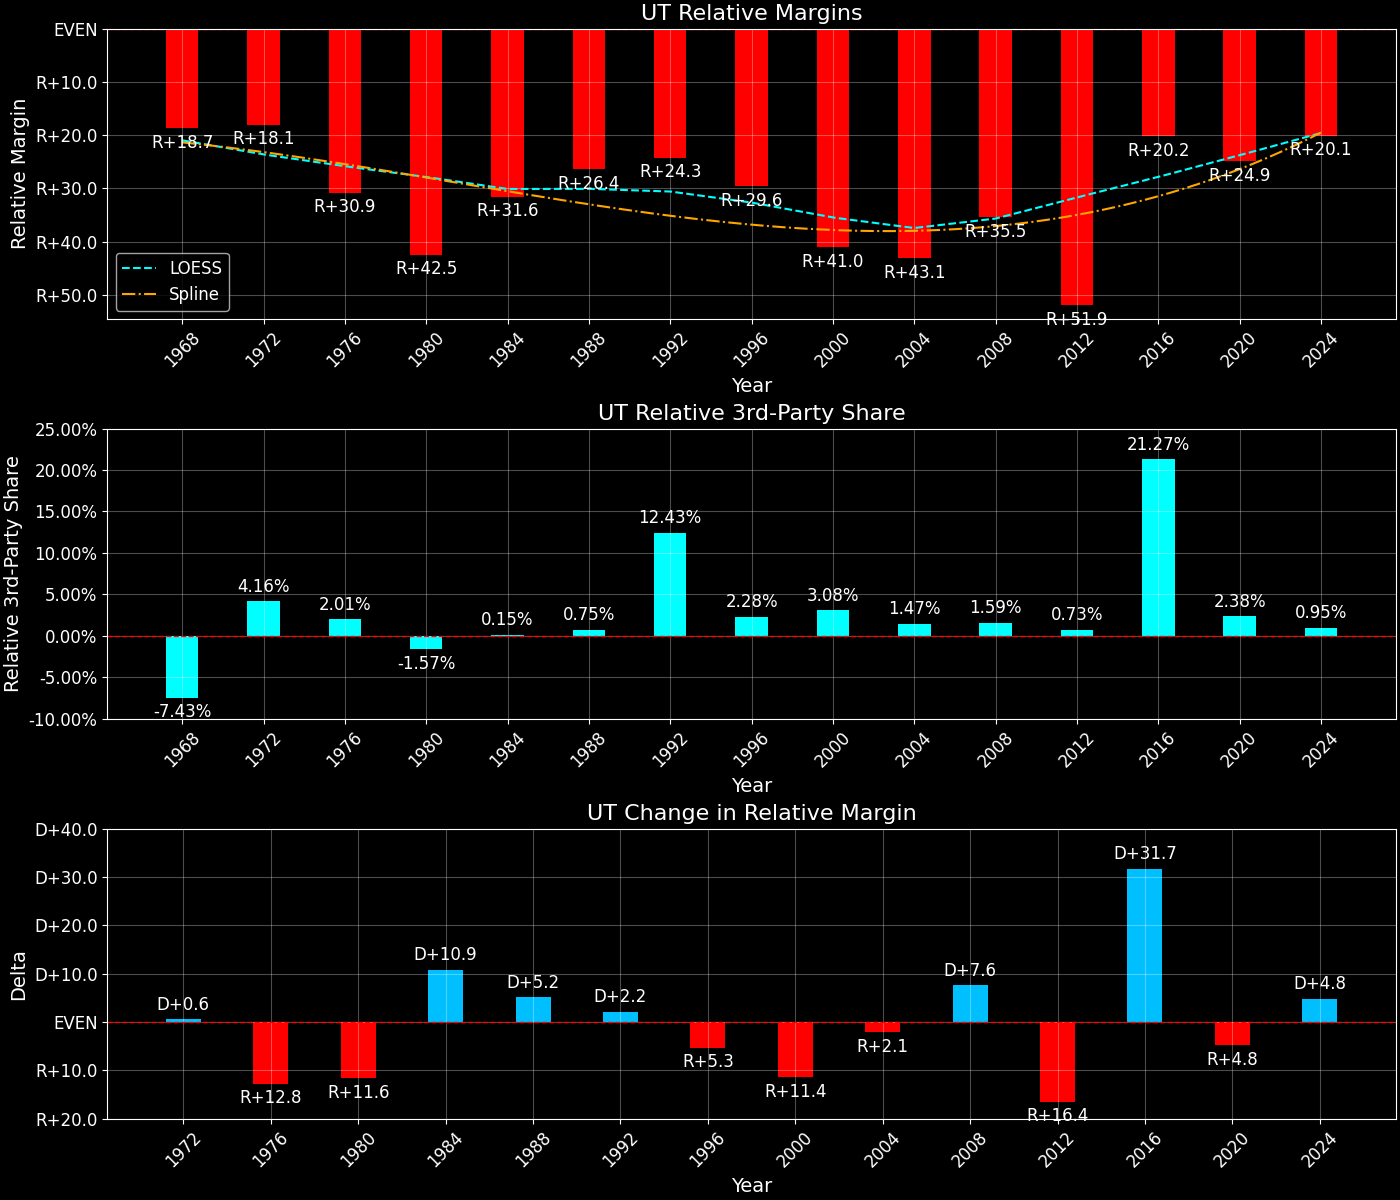 UT Relative Margins
Relative Margin
EVEN
R+10.0
R+20.0
R+30.0
R+40.0
R+50.0
R+18.7
R+18.1
R+30.9
R+42.5
R+31.6
R+26.4
R+24.3
R+29.6
R+41.0
R+43.1
R+35.5
R+51.9
R+20.2
R+24.9
R+20.1
LOESS
Spline
1968
1972
1976
1980
1984
1988
1992
1996
2000
2004
2008
2012
2016
2020
2024
Year
UT Relative 3rd-Party Share
Relative 3rd-Party Share
25.00%
20.00%
15.00%
10.00%
5.00%
0.00%
-5.00%
-10.00%
-7.43%
4.16%
2.01%
-1.57%
0.15%
0.75%
12.43%
2.28%
3.08%
1.47%
1.59%
0.73%
21.27%
2.38%
0.95%
1968
1972
1976
1980
1984
1988
1992
1996
2000
2004
2008
2012
2016
2020
2024
Year
UT Change in Relative Margin
Delta
D+40.0
D+30.0
D+20.0
D+10.0
EVEN
R+10.0
R+20.0
D+0.6
R+12.8
R+11.6
D+10.9
D+5.2
D+2.2
R+5.3
R+11.4
R+2.1
D+7.6
R+16.4
D+31.7
R+4.8
D+4.8
1972
1976
1980
1984
1988
1992
1996
2000
2004
2008
2012
2016
2020
2024
Year